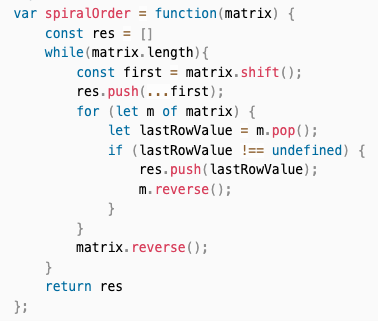 var spiralOrder = function(matrix) {
    const res = []
    while(matrix.length){
        const first = matrix.shift();
        res.push(...first);
        for (let m of matrix) {
            let lastRowValue = m.pop();
            if (lastRowValue !== undefined) {
                res.push(lastRowValue);
                m.reverse();
            }
        }
        matrix.reverse();
    }
    return res
};